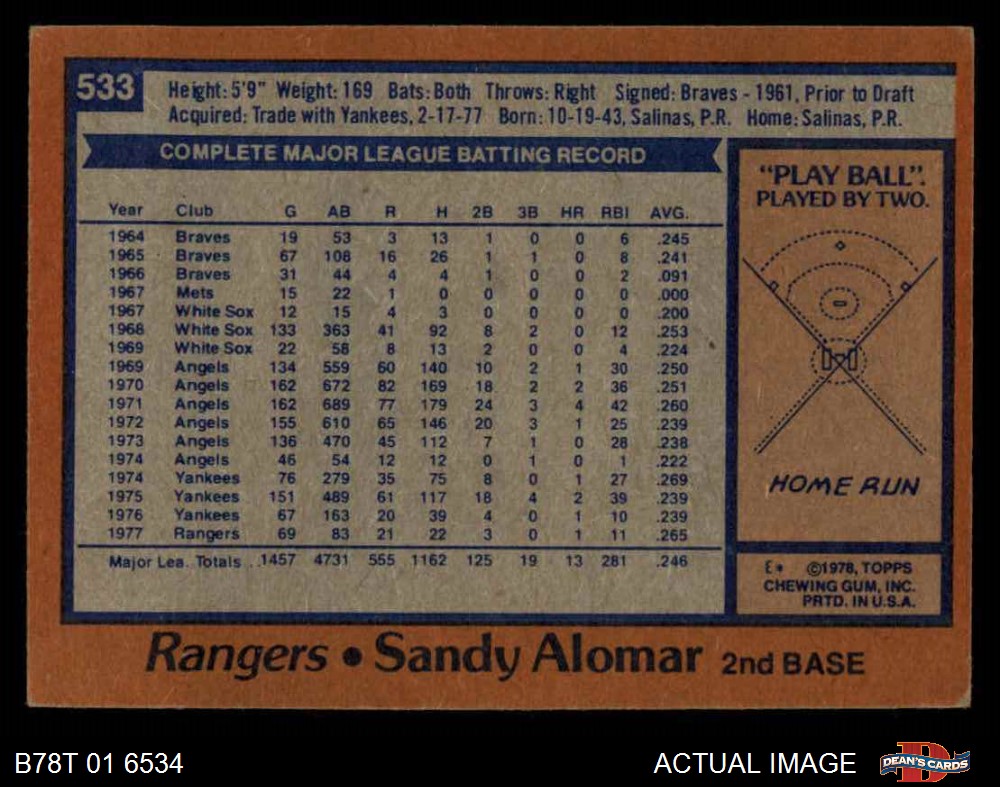 533
Height: 5'9" Weight: 169 Bats: Both Throws: Right Signed: Braves - 1961, Prior to Draft
Acquired: Trade with Yankees, 2-17-77 Born: 10-19-43, Salinas, P.R. Home: Salinas, P.R.
COMPLETE MAJOR LEAGUE BATTING RECORD
Year Club G AB R H 2B 3B HR RBI AVG.
1964 Braves 19 53 3 13 1 0 0 6 .245
1965 Braves 67 108 16 26 1 1 0 8 .241
1966 Braves 31 44 4 4 1 0 0 2 .091
1967 Mets 15 22 1 0 0 0 0 0 .000
1967 White Sox 12 15 4 3 0 0 0 0 .200
1968 White Sox 133 363 41 92 8 2 0 12 .253
1969 White Sox 22 58 8 13 2 0 0 4 .224
1969 Angels 134 559 60 140 10 2 1 30 .250
1970 Angels 162 672 82 169 18 2 2 36 .251
1971 Angels 162 689 77 179 24 3 4 42 .260
1972 Angels 155 610 65 146 20 3 1 25 .239
1973 Angels 136 470 45 112 7 1 0 28 .238
1974 Angels 46 54 12 12 0 1 0 1 .222
1974 Yankees 76 279 35 75 8 0 1 27 .269
1975 Yankees 151 489 61 117 18 4 2 39 .239
1976 Yankees 67 163 20 39 4 0 1 10 .239
1977 Rangers 69 83 21 22 3 0 1 11 .265
Major Lea. Totals ..1457 4731 555 1162 125 19 13 281 .246
"PLAY BALL".
PLAYED BY TWO.
HOME RUN
E* ©1978, TOPPS
CHEWING GUM, INC.
PRTD. IN U.S.A.
Rangers • Sandy Alomar 2nd BASE
B78T 01 6534
ACTUAL IMAGE
D
DEAN'S CARDS